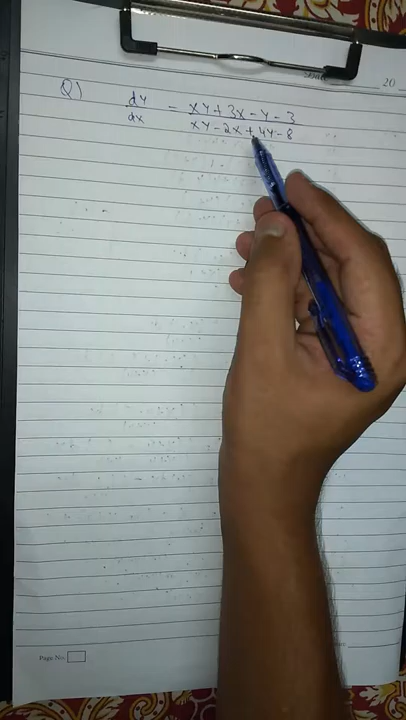 Q) dy/dx = xy + 3x - y - 3 / xy - 2x + 4y - 8
20
Page No.